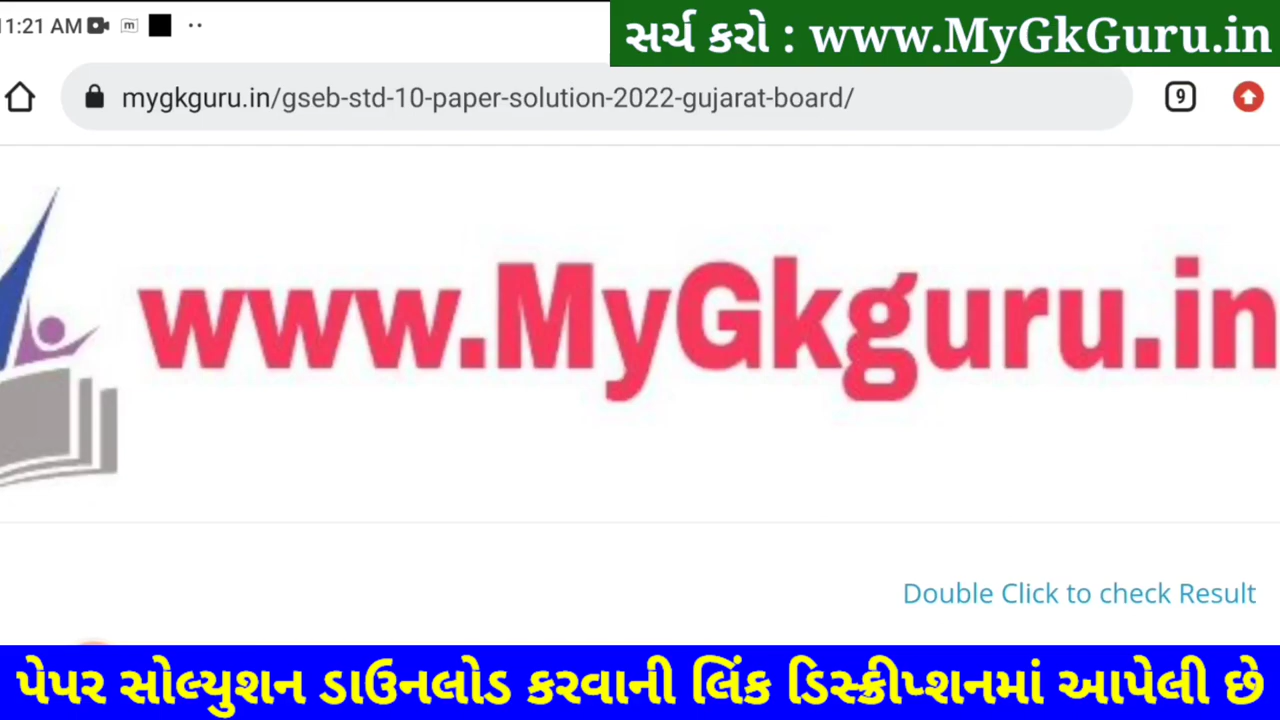 11:21 AM
સર્ચ કરો : www.MyGkGuru.in
mygkguru.in/gseb-std-10-paper-solution-2022-gujarat-board/
9
www.MyGkguru.in
Double Click to check Result
પેપર સોલ્યુશન ડાઉનલોડ કરવાની લિંક ડિસ્ક્રીપ્શનમાં આપેલી છે